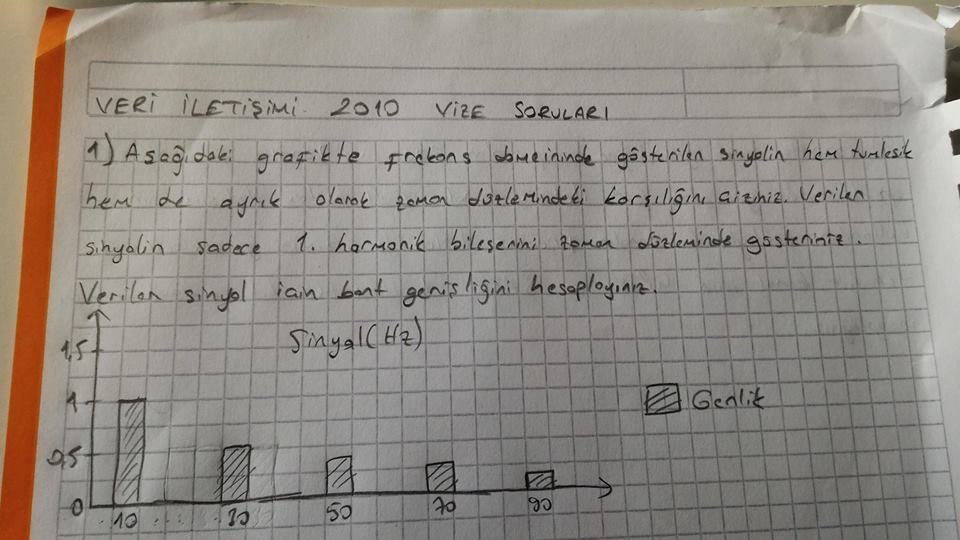 VERİ İLETİŞİMİ 2010 VİZE SORULARI
1) Aşağıdaki grafikte frekans domeininde gösterilen sinyalin hem tümleşik
hem de ayrık olarak zaman düzlemindeki karşılığını çiziniz. Verilen
sinyalin sadece 1. harmonik bileşenini zaman düzleminde gösteriniz.
Verilen sinyal için bant genişliğini hesaplayınız.
Sinyal(Hz)
1,5
1
Genlik
0,5
0
10 30 50 70 90